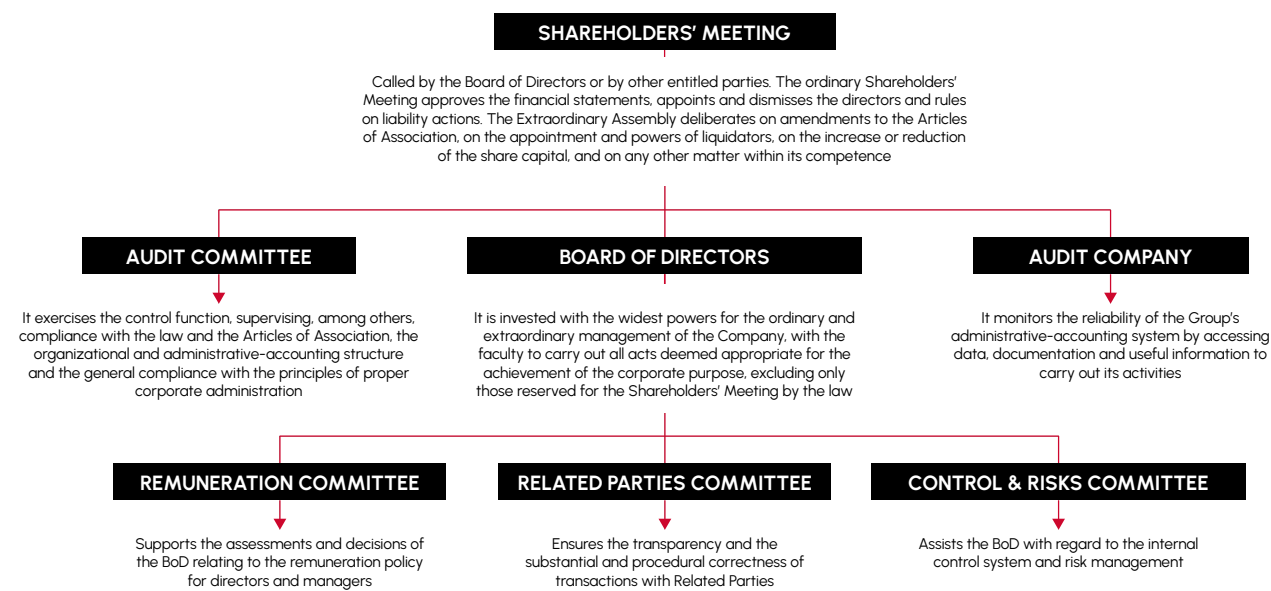 SHAREHOLDERS' MEETING
Called by the Board of Directors or by other entitled parties. The ordinary Shareholders'
Meeting approves the financial statements, appoints and dismisses the directors and rules
on liability actions. The Extraordinary Assembly deliberates on amendments to the Articles
of Association, on the appointment and powers of liquidators, on the increase or reduction
of the share capital, and on any other matter within its competence
AUDIT COMMITTEE
It exercises the control function, supervising, among others,
compliance with the law and the Articles of Association, the
organizational and administrative-accounting structure
and the general compliance with the principles of proper
corporate administration
BOARD OF DIRECTORS
It is invested with the widest powers for the ordinary and
extraordinary management of the Company, with the
faculty to carry out all acts deemed appropriate for the
achievement of the corporate purpose, excluding only
those reserved for the Shareholders' Meeting by the law
AUDIT COMPANY
It monitors the reliability of the Group's
administrative-accounting system by accessing
data, documentation and useful information to
carry out its activities
REMUNERATION COMMITTEE
Supports the assessments and decisions of
the BoD relating to the remuneration policy
for directors and managers
RELATED PARTIES COMMITTEE
Ensures the transparency and the
substantial and procedural correctness of
transactions with Related Parties
CONTROL & RISKS COMMITTEE
Assists the BoD with regard to the internal
control system and risk management